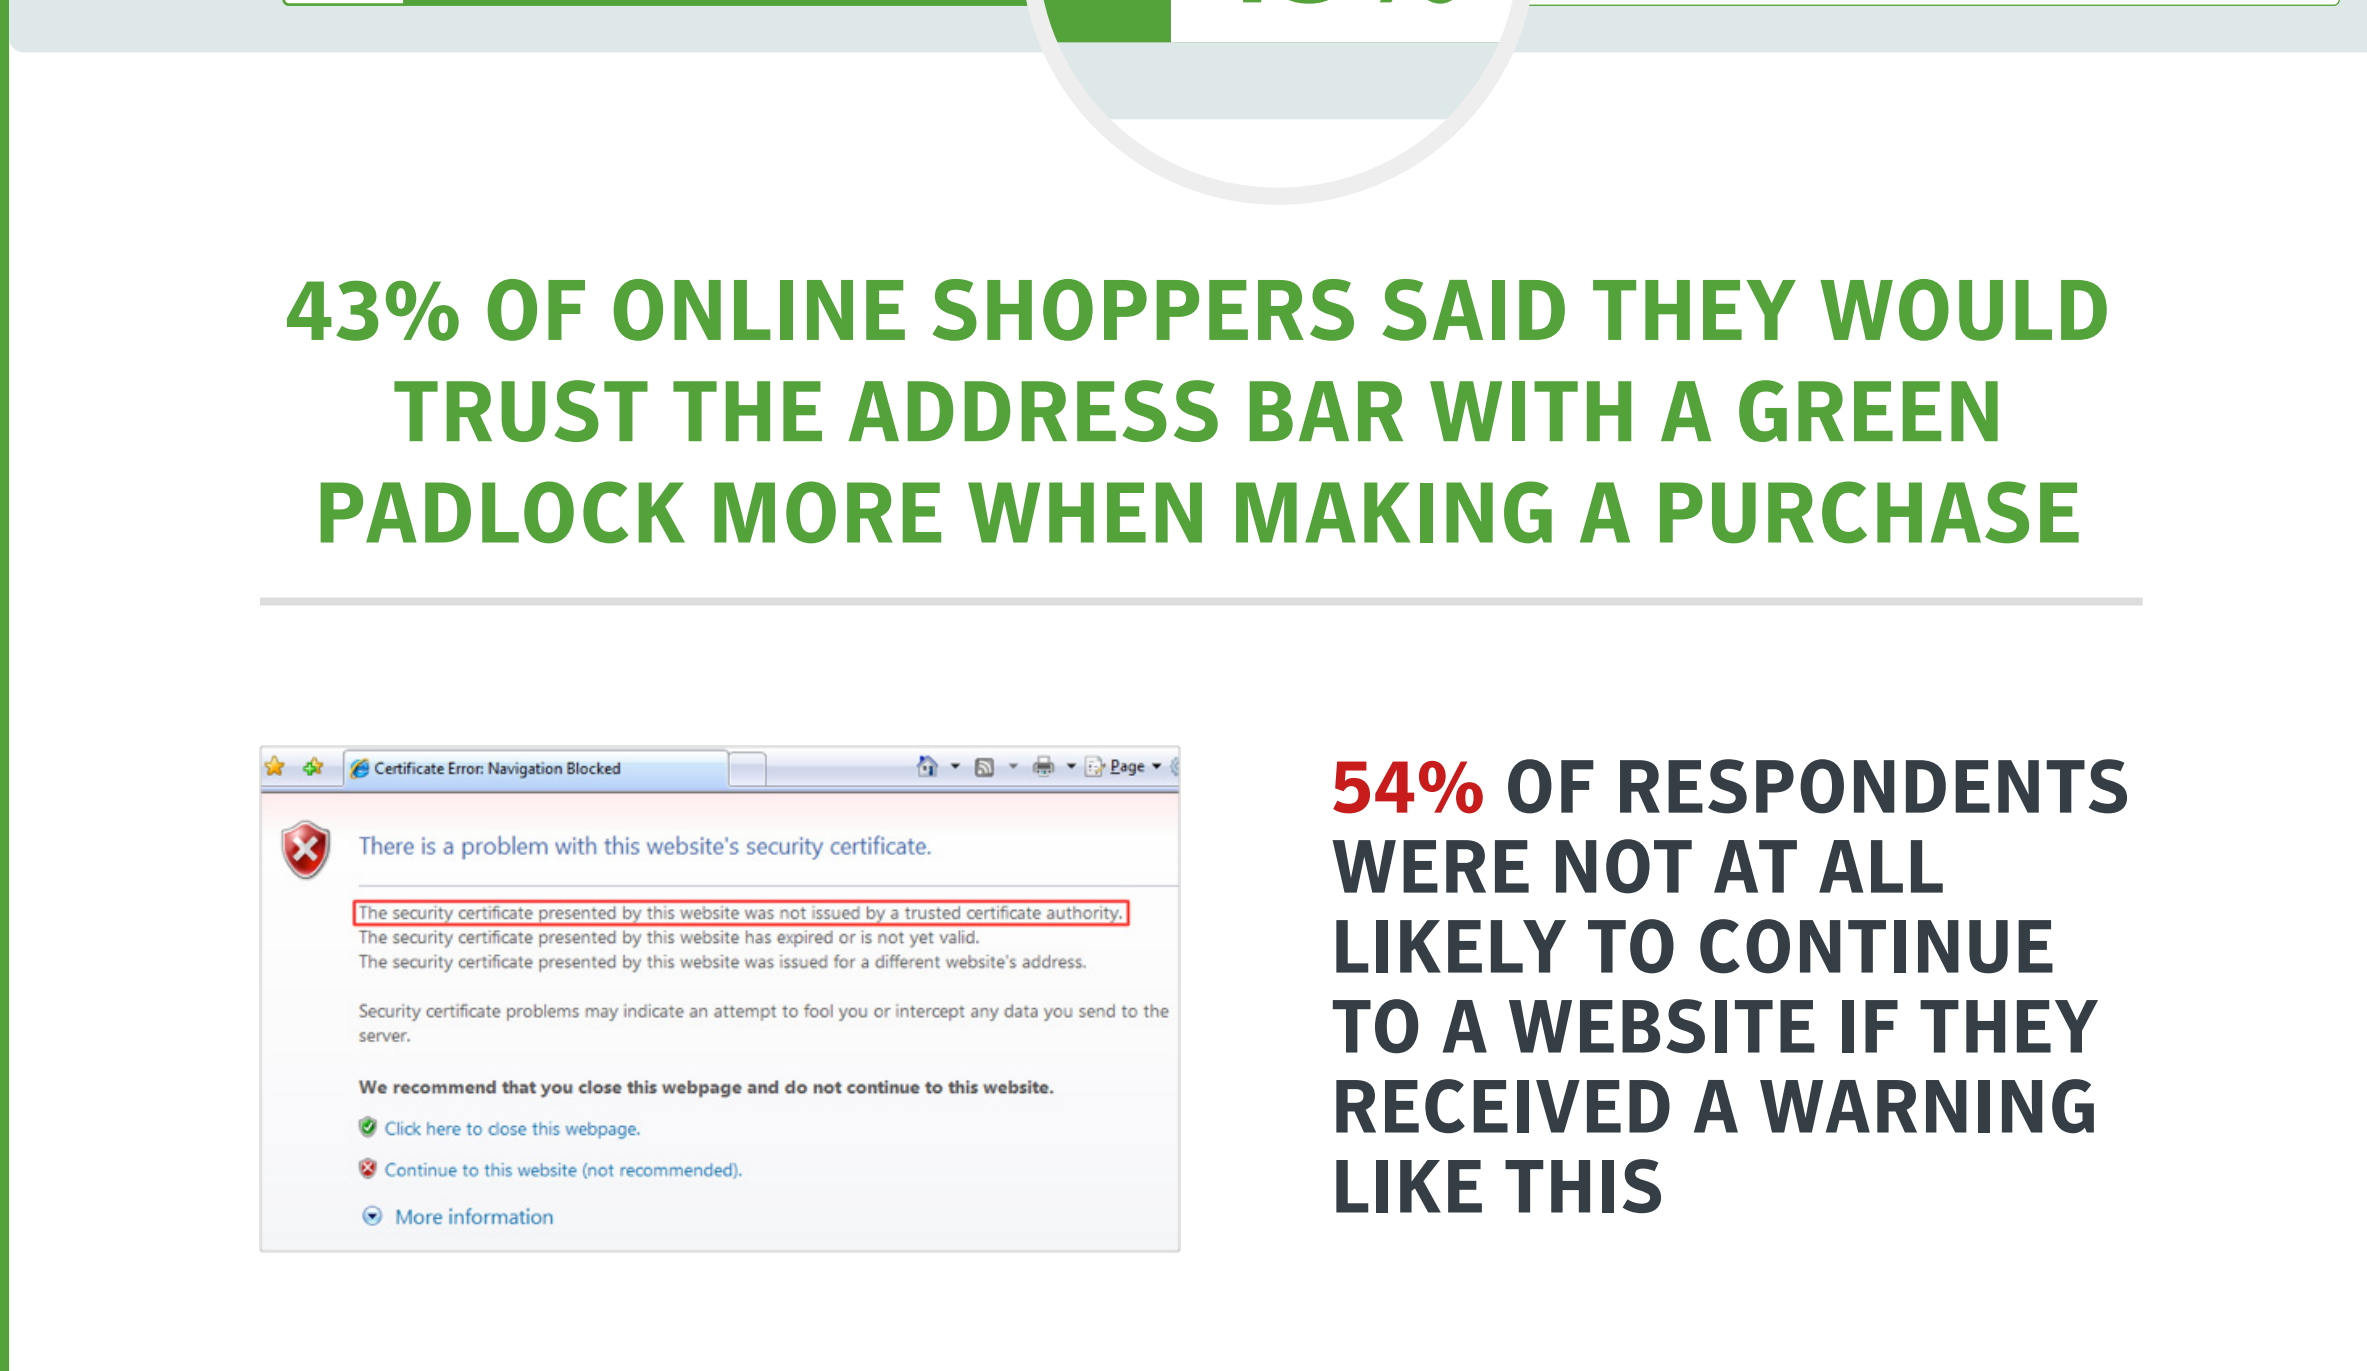 43% OF ONLINE SHOPPERS SAID THEY WOULD
TRUST THE ADDRESS BAR WITH A GREEN
PADLOCK MORE WHEN MAKING A PURCHASE
Certificate Error: Navigation Blocked
Page
There is a problem with this website's security certificate.
The security certificate presented by this website was not issued by a trusted certificate authority.
The security certificate presented by this website has expired or is not yet valid.
The security certificate presented by this website was issued for a different website's address.
Security certificate problems may indicate an attempt to fool you or intercept any data you send to the
server.
We recommend that you close this webpage and do not continue to this website.
Click here to close this webpage.
Continue to this website (not recommended).
More information
54% OF RESPONDENTS
WERE NOT AT ALL
LIKELY TO CONTINUE
TO A WEBSITE IF THEY
RECEIVED A WARNING
LIKE THIS